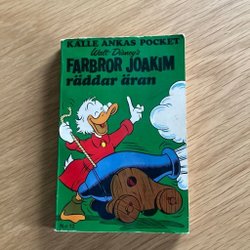 KALLE ANKAS POCKET
Walt Disney's
FARBROR JOAKIM
räddar äran